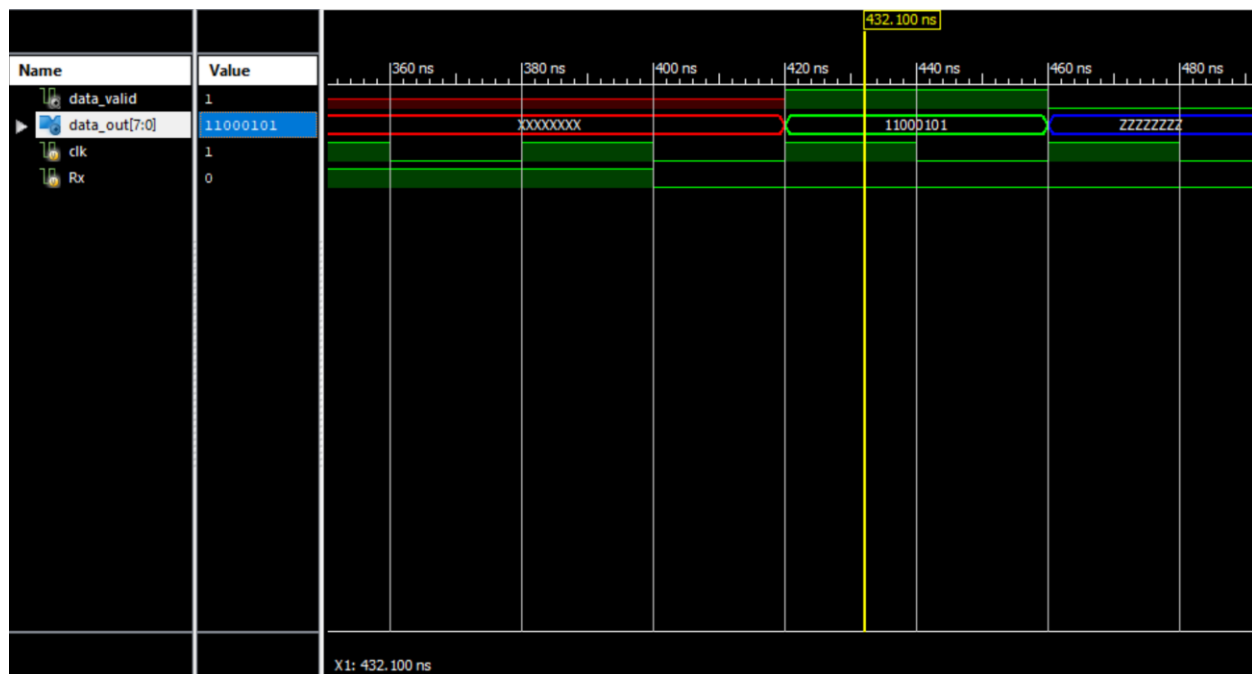 432.100 ns
Name Value 360 ns 380 ns 400 ns 420 ns 440 ns 460 ns 480 ns
data_valid 1
data_out[7:0] 11000101 XXXXXXXX 11000101 ZZZZZZZZ
clk 1
Rx 0
X1: 432.100 ns